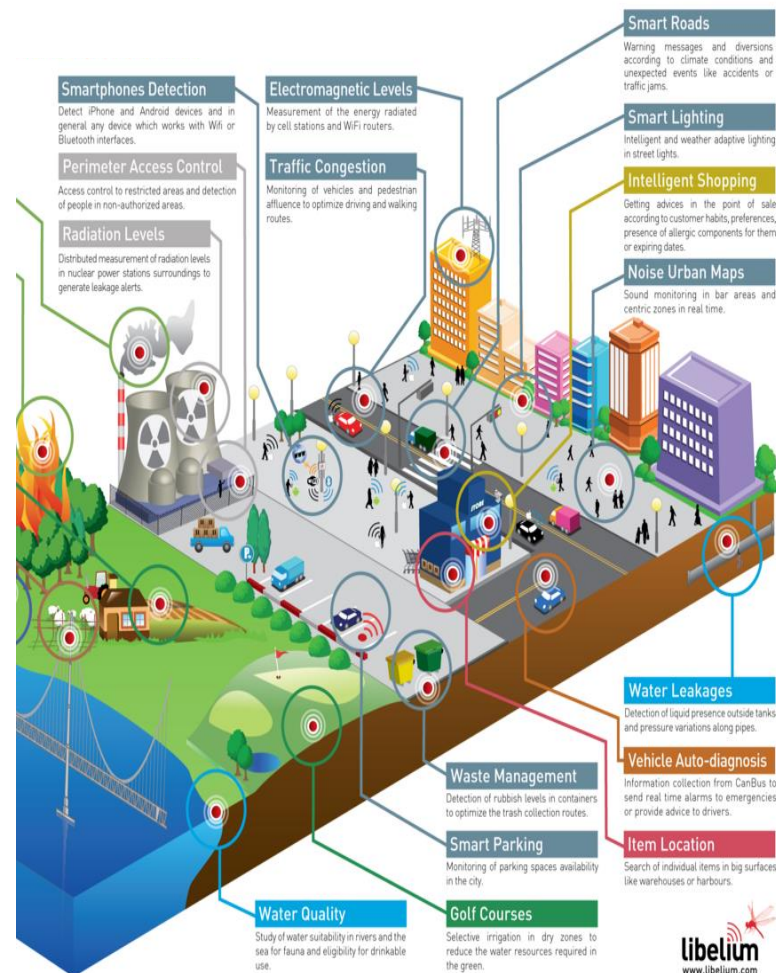 Smart Roads
Warning messages and diversions
according to climate conditions and
unexpected events like accidents or
traffic jams.
Smartphones Detection
Detect iPhone and Android devices and in
general any device which works with Wifi or
Bluetooth interfaces.
Electromagnetic Levels
Measurement of the energy radiated
by cell stations and WiFi routers.
Smart Lighting
Intelligent and weather adaptive lighting
in street lights.
Perimeter Access Control
Access control to restricted areas and detection
of people in non-authorized areas.
Traffic Congestion
Monitoring of vehicles and pedestrian
affluence to optimize driving and walking
routes.
Intelligent Shopping
Getting advices in the point of sale
according to customer habits, preferences,
presence of allergic components for them
or expiring dates.
Radiation Levels
Distributed measurement of radiation levels
in nuclear power stations surroundings to
generate leakage alerts.
Noise Urban Maps
Sound monitoring in bar areas and
centric zones in real time.
P
Water Leakages
Detection of liquid presence outside tanks
and pressure variations along pipes.
Waste Management
Detection of rubbish levels in containers
to optimize the trash collection routes.
Vehicle Auto-diagnosis
Information collection from CanBus to
send real time alarms to emergencies
or provide advice to drivers.
Smart Parking
Monitoring of parking spaces availability
in the city.
Item Location
Search of individual items in big surfaces
like warehouses or harbours.
Water Quality
Study of water suitability in rivers and the
sea for fauna and eligibility for drinkable
use.
Golf Courses
Selective irrigation in dry zones to
reduce the water resources required in
the green.
libelium
www.libelium.com